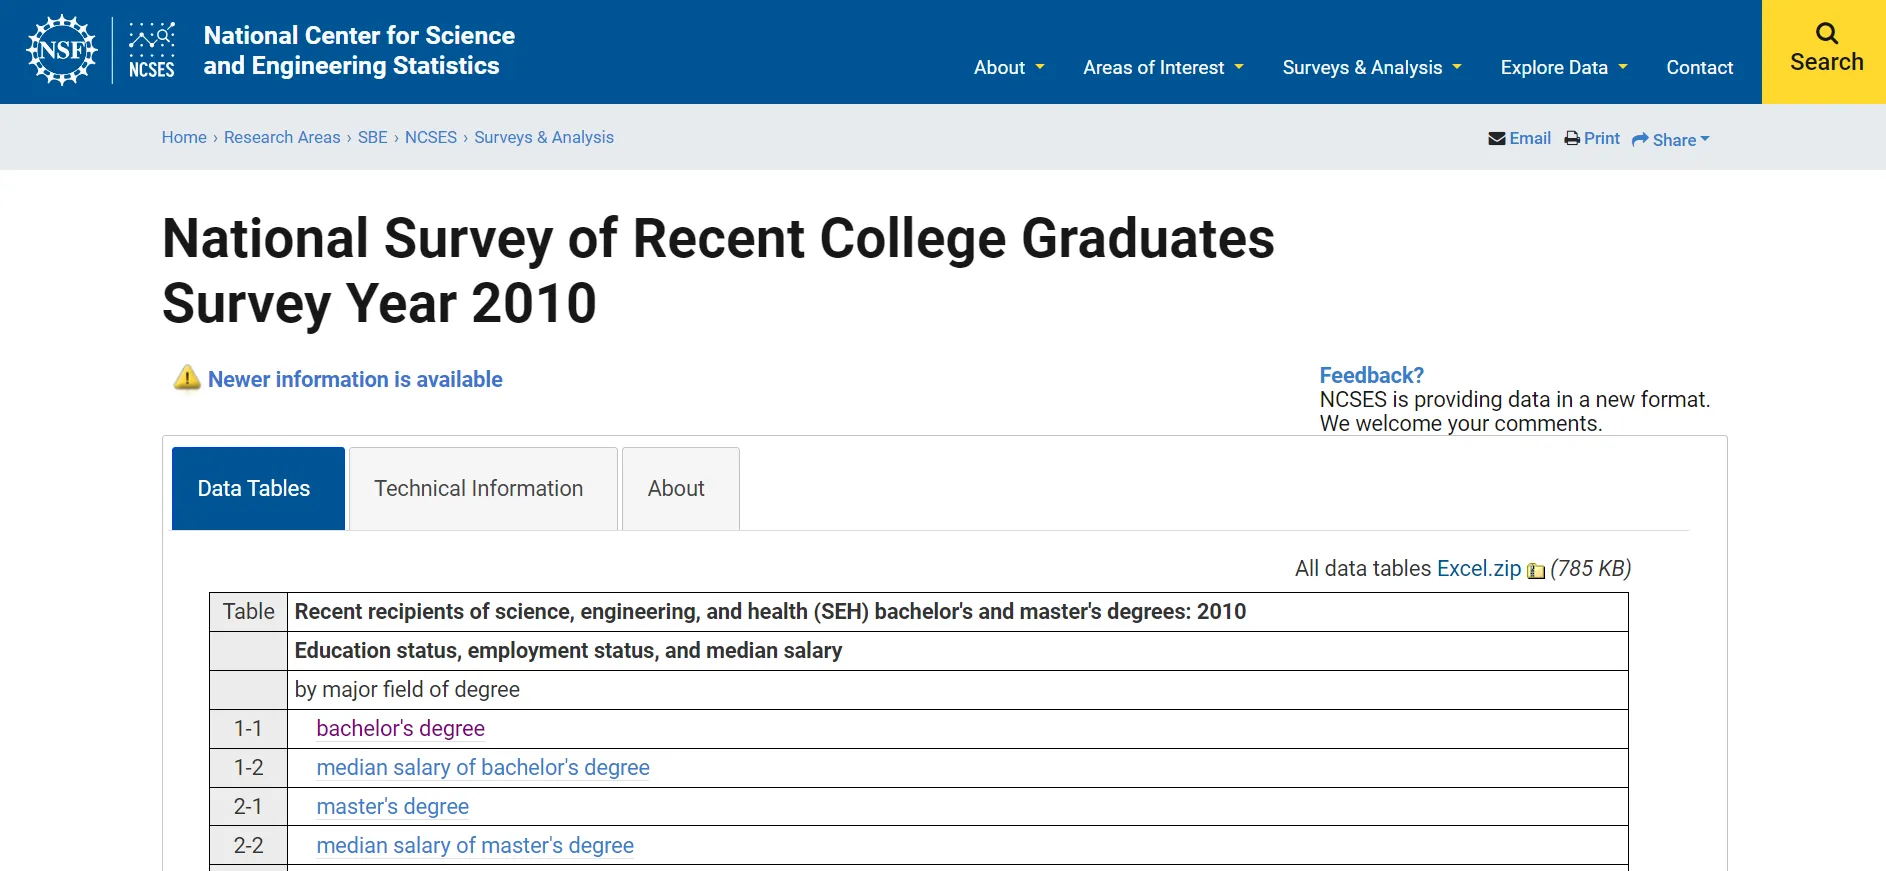 NSF
NCSES
National Center for Science
and Engineering Statistics
About
Areas of Interest
Surveys & Analysis
Explore Data
Contact
Search
Home › Research Areas › SBE › NCSES › Surveys & Analysis
Email
Print
Share
National Survey of Recent College Graduates
Survey Year 2010
Newer information is available
Feedback?
NCSES is providing data in a new format.
We welcome your comments.
Data Tables
Technical Information
About
All data tables Excel.zip (785 KB)
Table Recent recipients of science, engineering, and health (SEH) bachelor's and master's degrees: 2010
Education status, employment status, and median salary
by major field of degree
1-1 bachelor's degree
1-2 median salary of bachelor's degree
2-1 master's degree
2-2 median salary of master's degree